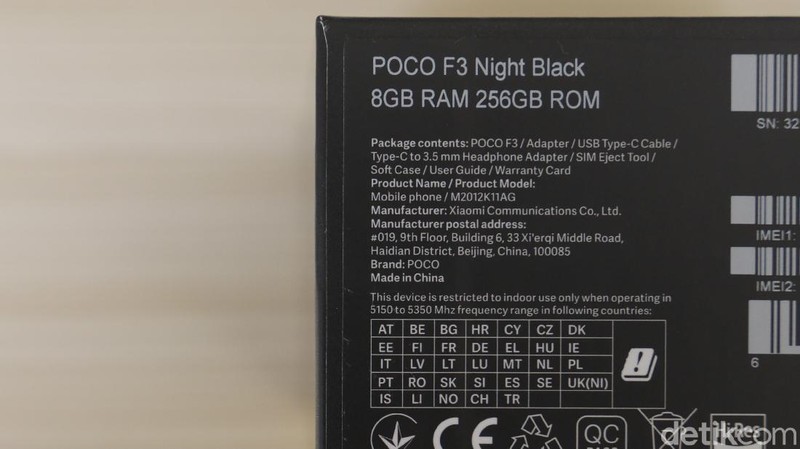 POCO F3 Night Black
8GB RAM 256GB ROM
SN: 32
Package contents: POCO F3 / Adapter / USB Type-C Cable /
Type-C to 3.5 mm Headphone Adapter / SIM Eject Tool /
Soft Case / User Guide / Warranty Card
Product Name / Product Model:
Mobile phone / M2012K11AG
Manufacturer: Xiaomi Communications Co., Ltd.
Manufacturer postal address:
#019, 9th Floor, Building 6, 33 Xi'erqi Middle Road,
Haidian District, Beijing, China, 100085
Brand: POCO
Made in China
IMEI1:
IMEI2:
This device is restricted to indoor use only when operating in
5150 to 5350 Mhz frequency range in following countries:
AT BE BG HR CY CZ DK
EE FI FR DE EL HU IE
IT LV LT LU MT NL PL
PT RO SK SI ES SE UK(NI)
IS LI NO CH TR
6
CE
QC
PASS
Hi-Res
detikcom